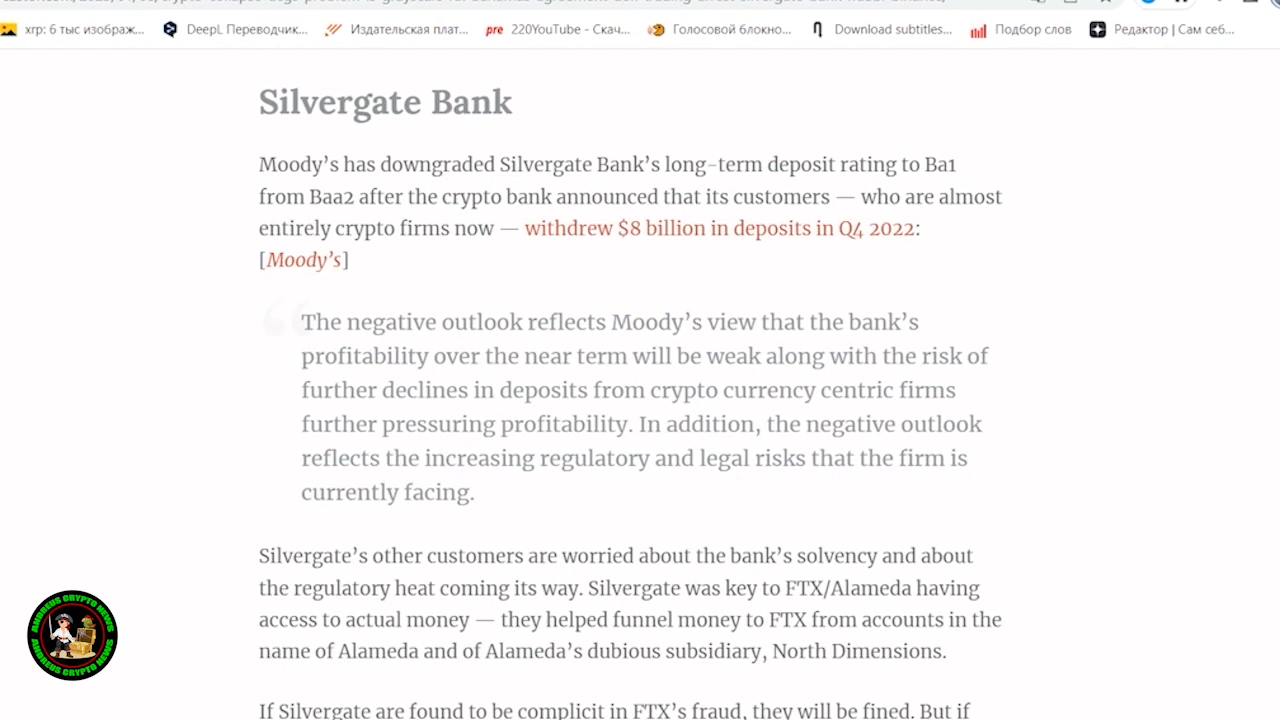 xrp: 6 тыс изображ...
DeepL Переводчик...
Издательская плат...
pre 220YouTube - Скач...
Голосовой блокно...
Download subtitles...
Подбор слов
Редактор | Сам себ...
Silvergate Bank
Moody’s has downgraded Silvergate Bank’s long-term deposit rating to Ba1
from Baa2 after the crypto bank announced that its customers — who are almost
entirely crypto firms now — withdrew $8 billion in deposits in Q4 2022:
[Moody’s]
“The negative outlook reflects Moody’s view that the bank’s
profitability over the near term will be weak along with the risk of
further declines in deposits from crypto currency centric firms
further pressuring profitability. In addition, the negative outlook
reflects the increasing regulatory and legal risks that the firm is
currently facing.
Silvergate’s other customers are worried about the bank’s solvency and about
the regulatory heat coming its way. Silvergate was key to FTX/Alameda having
access to actual money — they helped funnel money to FTX from accounts in the
name of Alameda and of Alameda’s dubious subsidiary, North Dimensions.
If Silvergate are found to be complicit in FTX’s fraud, they will be fined. But if
ANDREUS CRYPTO NEWS
ANDREUS CRYPTO NEWS